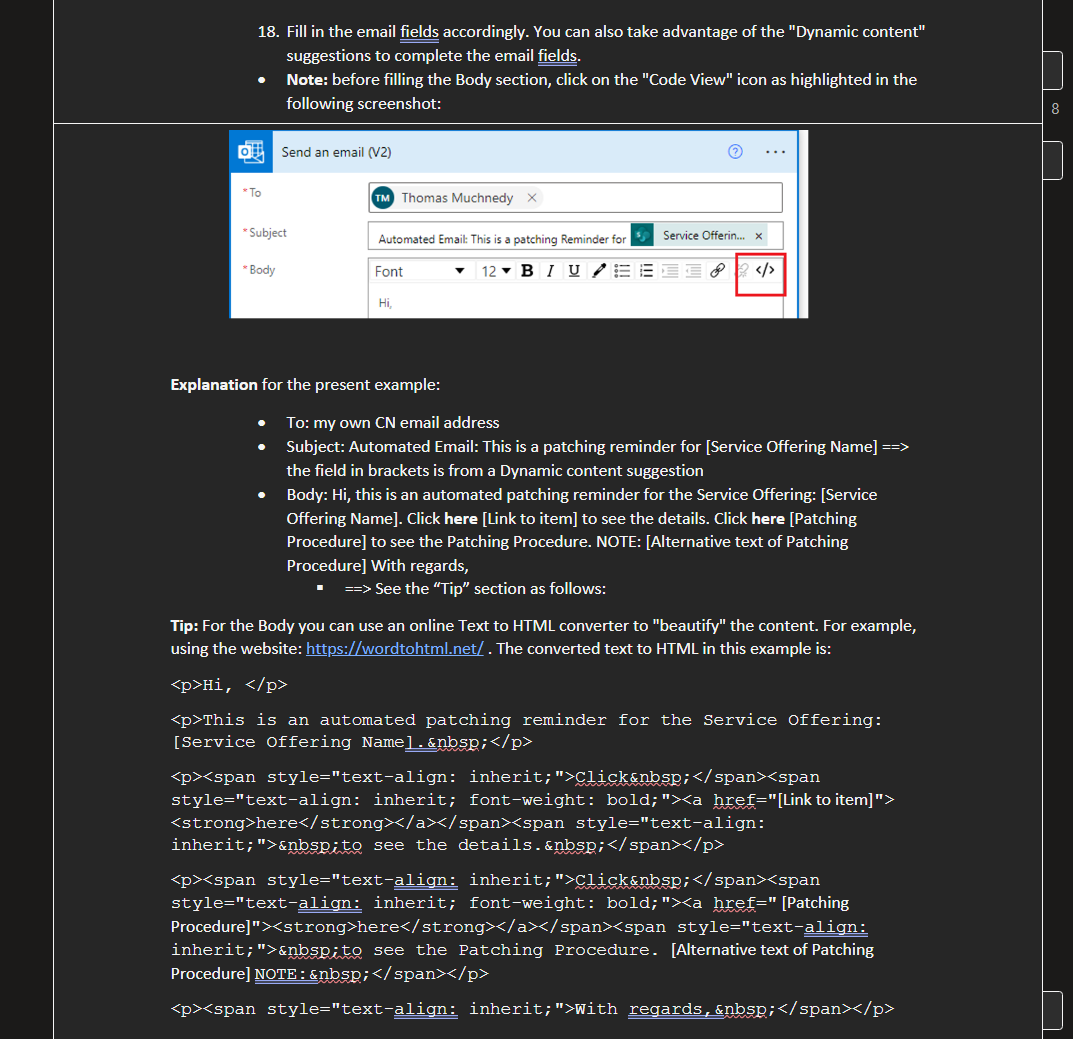 18. Fill in the email fields accordingly. You can also take advantage of the "Dynamic content"
suggestions to complete the email fields.
• Note: before filling the Body section, click on the "Code View" icon as highlighted in the
following screenshot:
8
Send an email (V2)
* To
TM Thomas Muchnedy ×
* Subject
Automated Email: This is a patching Reminder for Service Offerin... ×
* Body
Font 12 B I U </>
Hi,
Explanation for the present example:
• To: my own CN email address
• Subject: Automated Email: This is a patching reminder for [Service Offering Name] ==>
the field in brackets is from a Dynamic content suggestion
• Body: Hi, this is an automated patching reminder for the Service Offering: [Service
Offering Name]. Click here [Link to item] to see the details. Click here [Patching
Procedure] to see the Patching Procedure. NOTE: [Alternative text of Patching
Procedure] With regards,
▪ ==> See the “Tip” section as follows:
Tip: For the Body you can use an online Text to HTML converter to "beautify" the content. For example,
using the website: https://wordtohtml.net/ . The converted text to HTML in this example is:
<p>Hi, </p>
<p>This is an automated patching reminder for the Service Offering:
[Service Offering Name].&nbsp;</p>
<p><span style="text-align: inherit;">Click&nbsp;</span><span
style="text-align: inherit; font-weight: bold;"><a href="[Link to item]">
<strong>here</strong></a></span><span style="text-align:
inherit;">&nbsp;to see the details.&nbsp;</span></p>
<p><span style="text-align: inherit;">Click&nbsp;</span><span
style="text-align: inherit; font-weight: bold;"><a href=" [Patching
Procedure]"><strong>here</strong></a></span><span style="text-align:
inherit;">&nbsp;to see the Patching Procedure. [Alternative text of Patching
Procedure] NOTE:&nbsp;</span></p>
<p><span style="text-align: inherit;">With regards,&nbsp;</span></p>